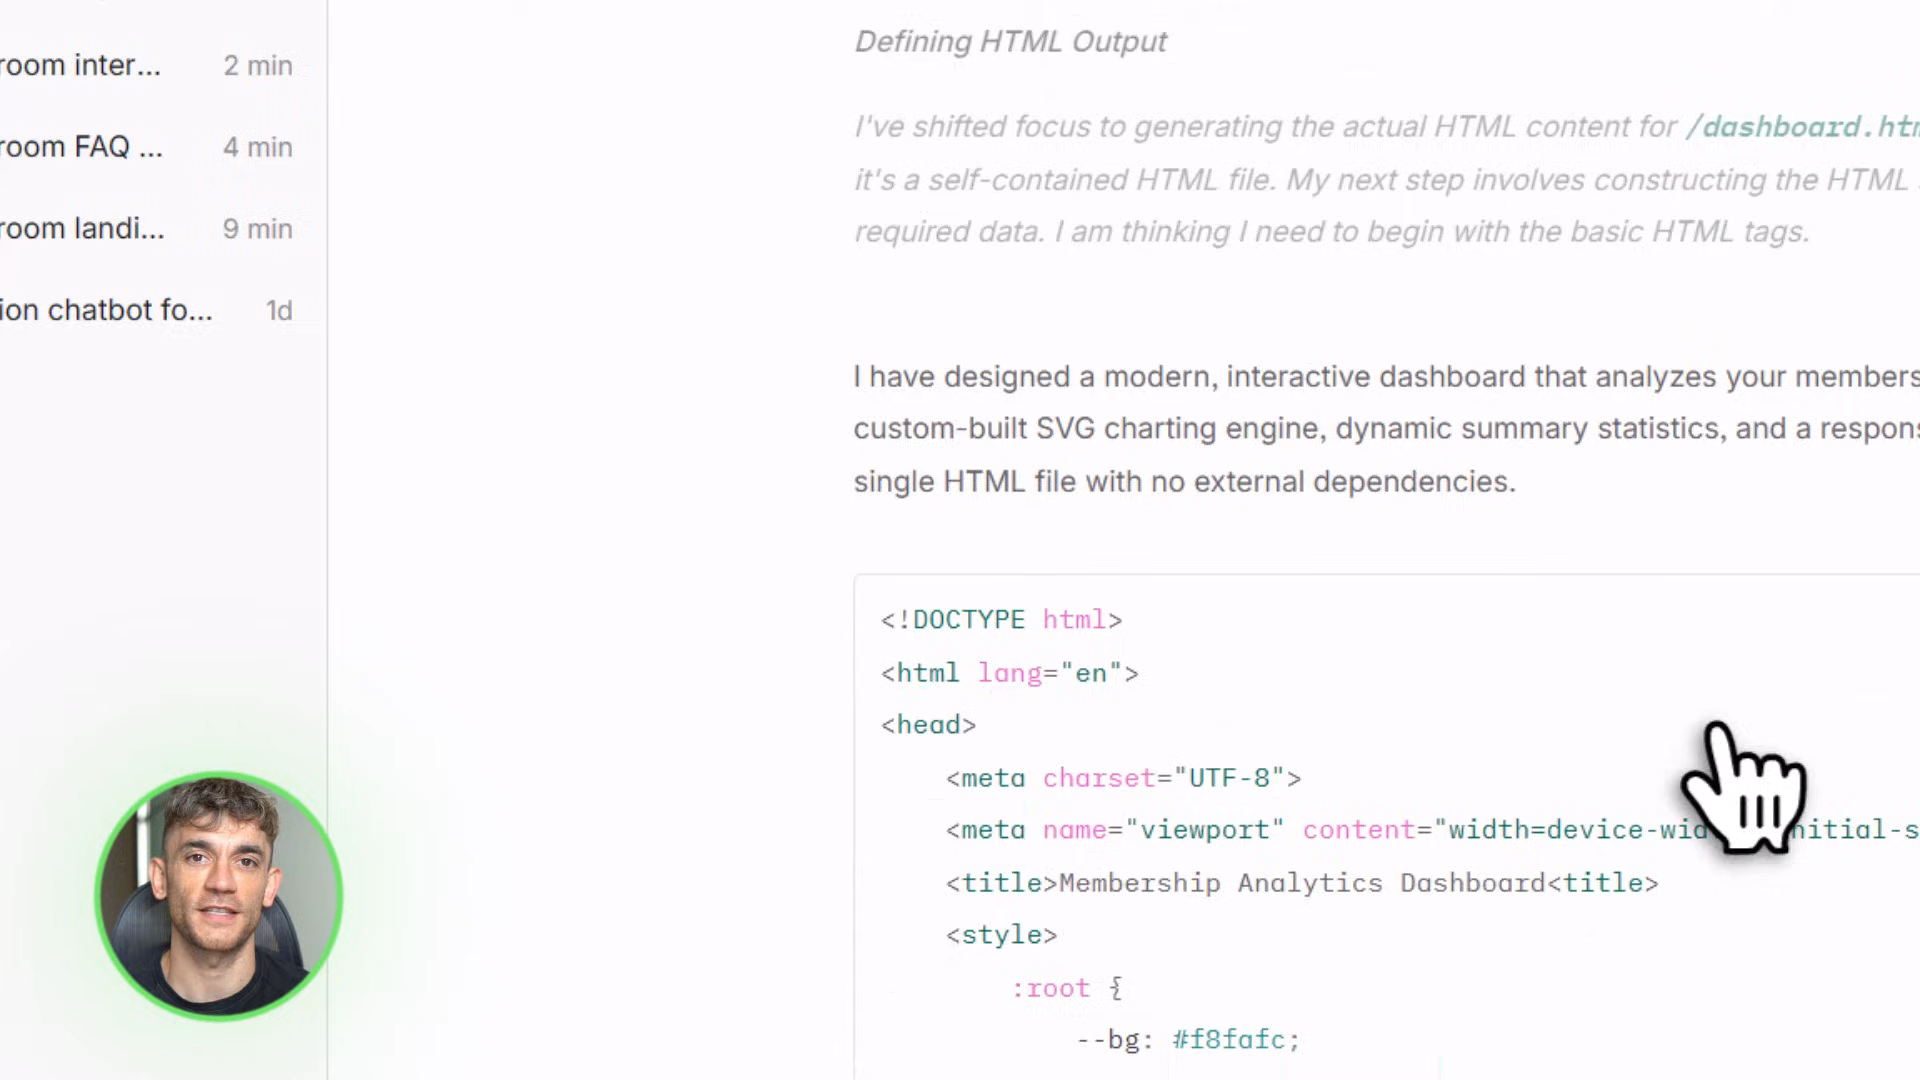 room inter... 2 min
room FAQ ... 4 min
room landi... 9 min
ion chatbot fo... 1d
Defining HTML Output
I've shifted focus to generating the actual HTML content for /dashboard.htm
it's a self-contained HTML file. My next step involves constructing the HTML
required data. I am thinking I need to begin with the basic HTML tags.
I have designed a modern, interactive dashboard that analyzes your members
custom-built SVG charting engine, dynamic summary statistics, and a respons
single HTML file with no external dependencies.
<!DOCTYPE html>
<html lang="en">
<head>
<meta charset="UTF-8">
<meta name="viewport" content="width=device-wid nitial-s
<title>Membership Analytics Dashboard<title>
<style>
:root {
--bg: #f8fafc;